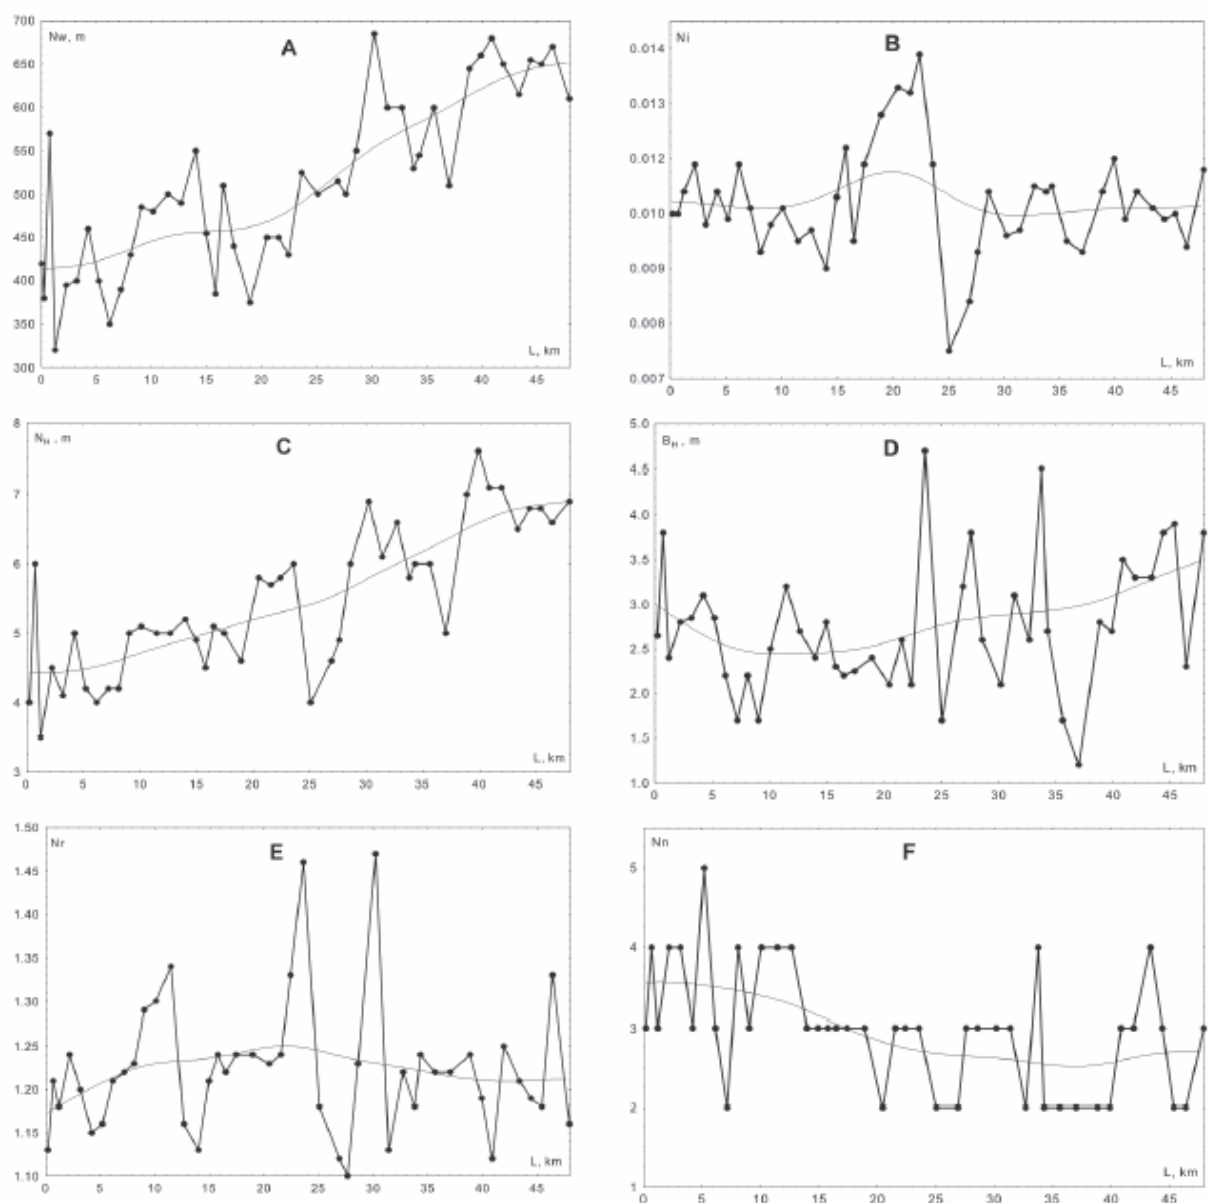 700
Nw, m
A
650
600
550
500
450
400
350
L, km
300
0 5 10 15 20 25 30 35 40 45
Ni
B
0.014
0.013
0.012
0.011
0.010
0.009
0.008
L, km
0.007
0 5 10 15 20 25 30 35 40 45
8
N_H , m
C
7
6
5
4
L, km
3
0 5 10 15 20 25 30 35 40 45
5.0
B_H , m
D
4.5
4.0
3.5
3.0
2.5
2.0
1.5
L, km
1.0
0 5 10 15 20 25 30 35 40 45
1.50
Nr
E
1.45
1.40
1.35
1.30
1.25
1.20
1.15
L, km
1.10
0 5 10 15 20 25 30 35 40 45
Nn
F
5
4
3
2
L, km
1
0 5 10 15 20 25 30 35 40 45